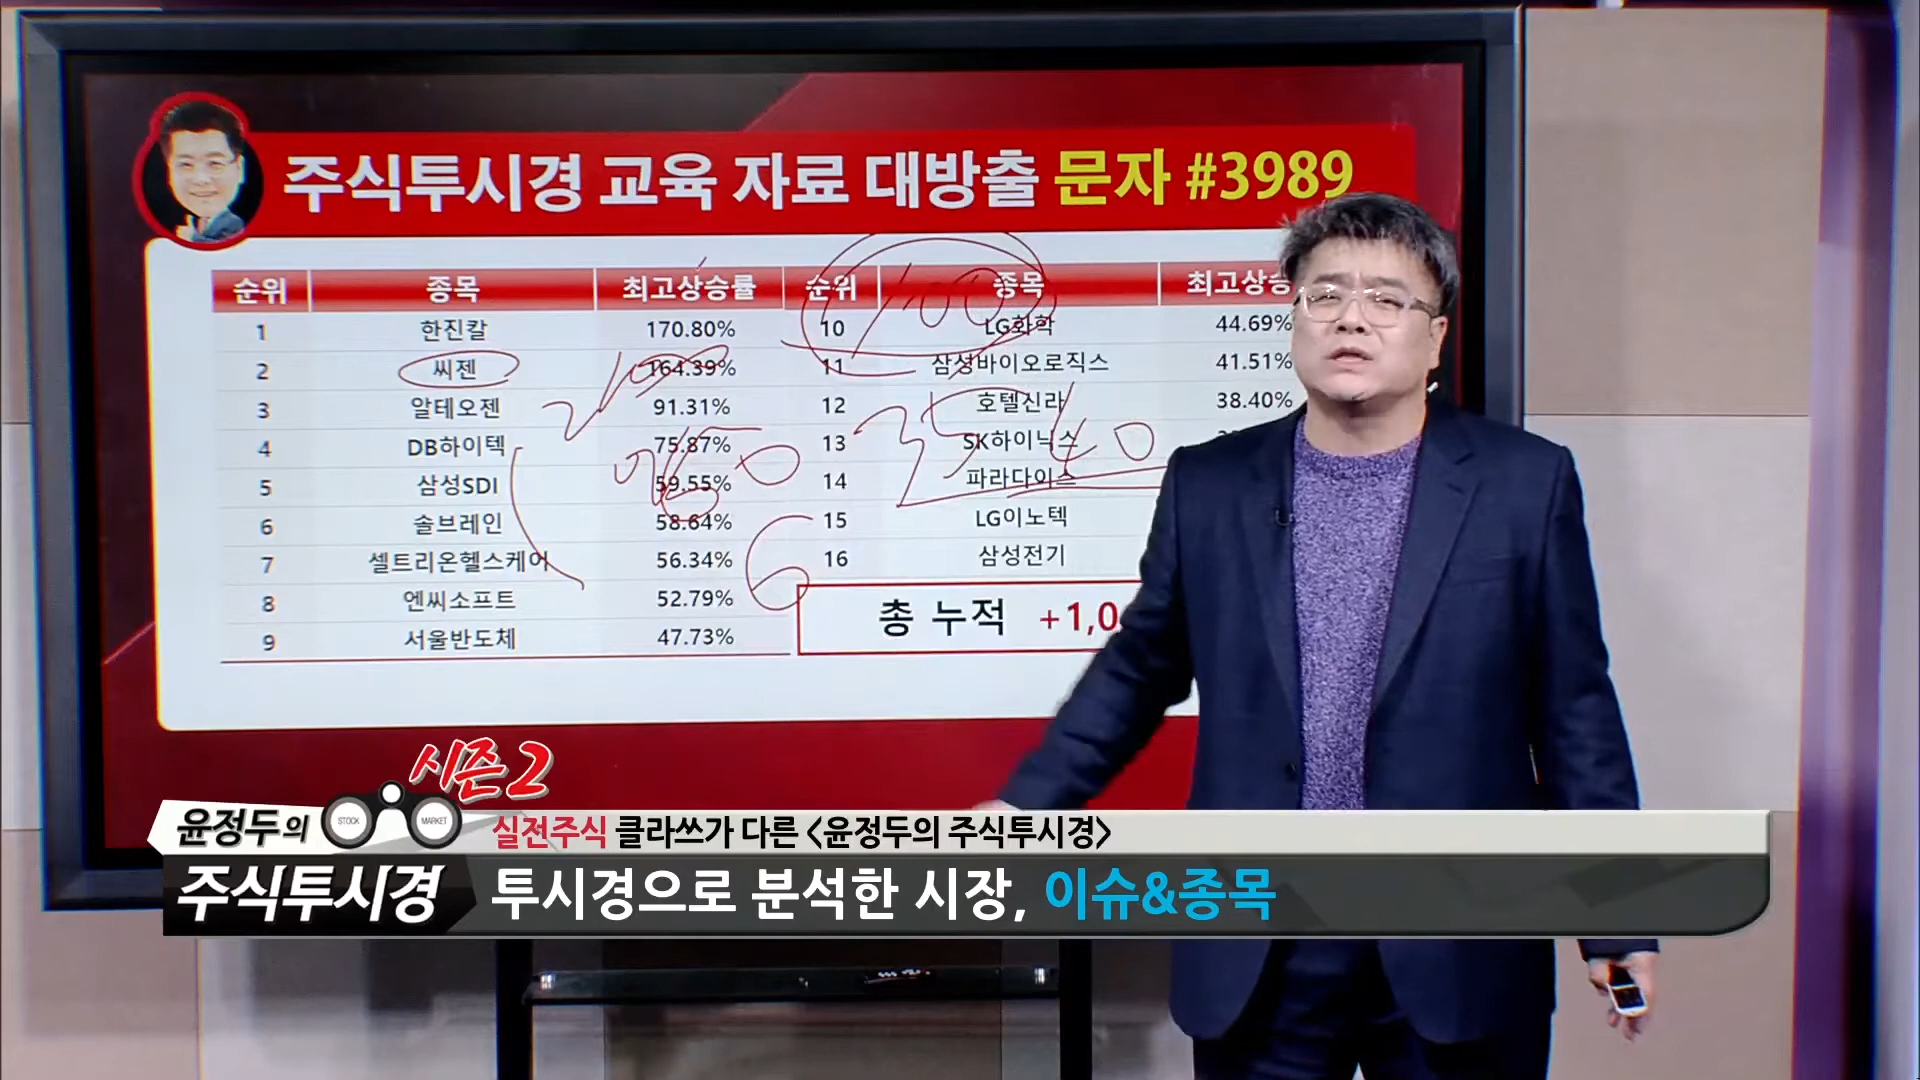 주식투시경 교육 자료 대방출 문자 #3989
순위 종목 최고상승률 순위 종목 최고상승
1 한진칼 170.80% 10 LG화학 44.69%
2 씨젠 164.39% 11 삼성바이오로직스 41.51%
3 알테오젠 91.31% 12 호텔신라 38.40%
4 DB하이텍 75.87% 13 SK하이닉스
5 삼성SDI 59.55% 14 파라다이스
6 솔브레인 58.64% 15 LG이노텍
7 셀트리온헬스케어 56.34% 16 삼성전기
8 엔씨소프트 52.79%
9 서울반도체 47.73%
총 누적 +1,0
100
35 40
시즌2
윤정두의 STOCK MARKET
주식투시경
실전주식 클라쓰가 다른 <윤정두의 주식투시경>
투시경으로 분석한 시장, 이슈&종목